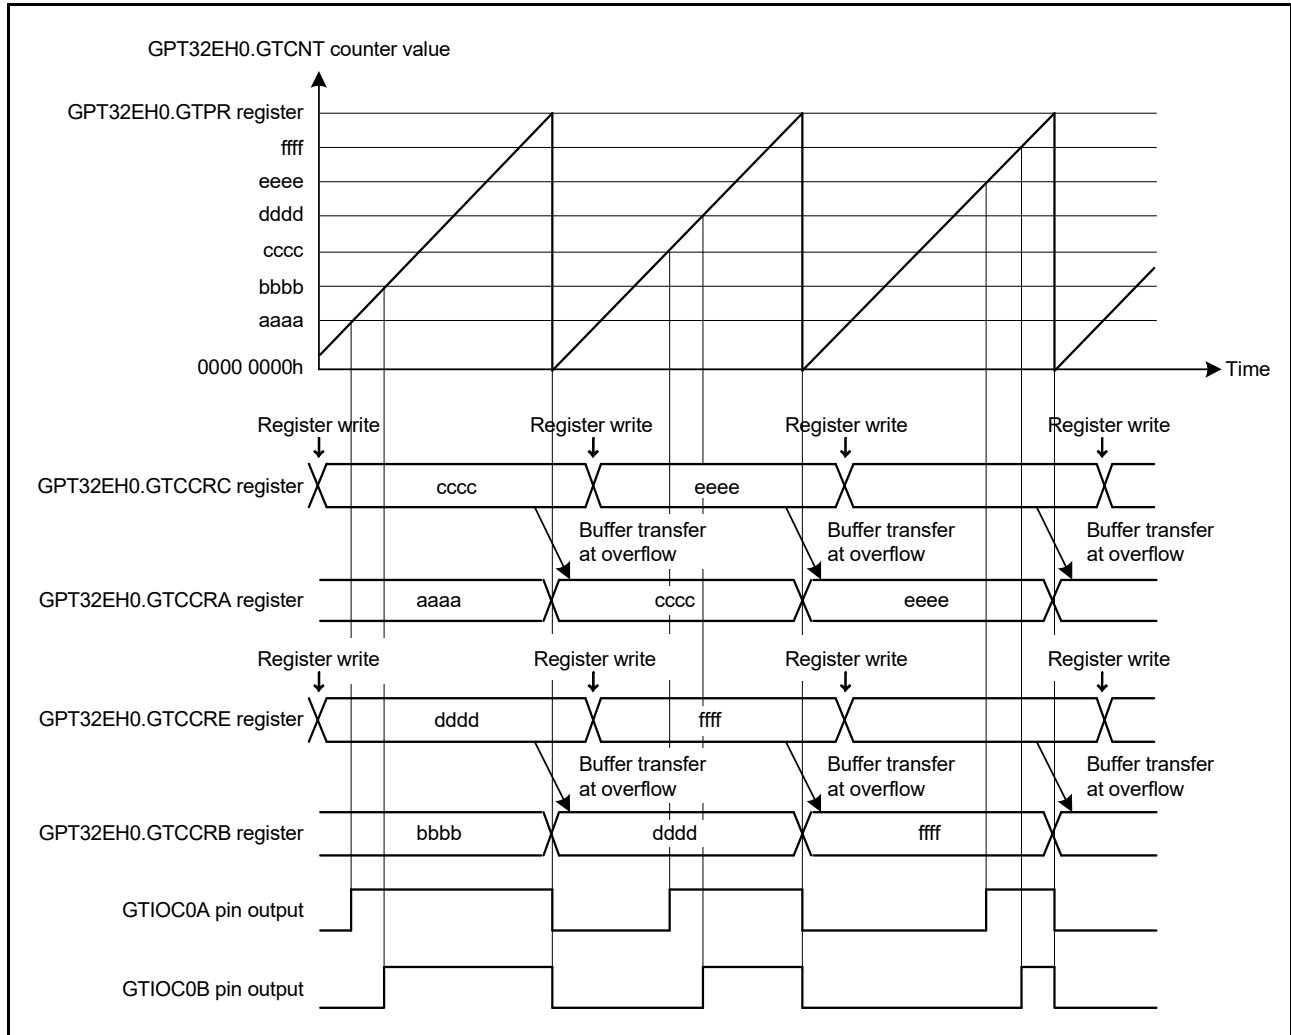 GPT32EH0.GTCNT counter value
GPT32EH0.GTPR register
ffff
eeee
dddd
cccc
bbbb
aaaa
0000 0000h
Time
Register write Register write Register write Register write
GPT32EH0.GTCCRC register cccc eeee
Buffer transfer at overflow
Buffer transfer at overflow
Buffer transfer at overflow
GPT32EH0.GTCCRA register aaaa cccc eeee
Register write Register write Register write Register write
GPT32EH0.GTCCRE register dddd ffff
Buffer transfer at overflow
Buffer transfer at overflow
Buffer transfer at overflow
GPT32EH0.GTCCRB register bbbb dddd ffff
GTIOC0A pin output
GTIOC0B pin output